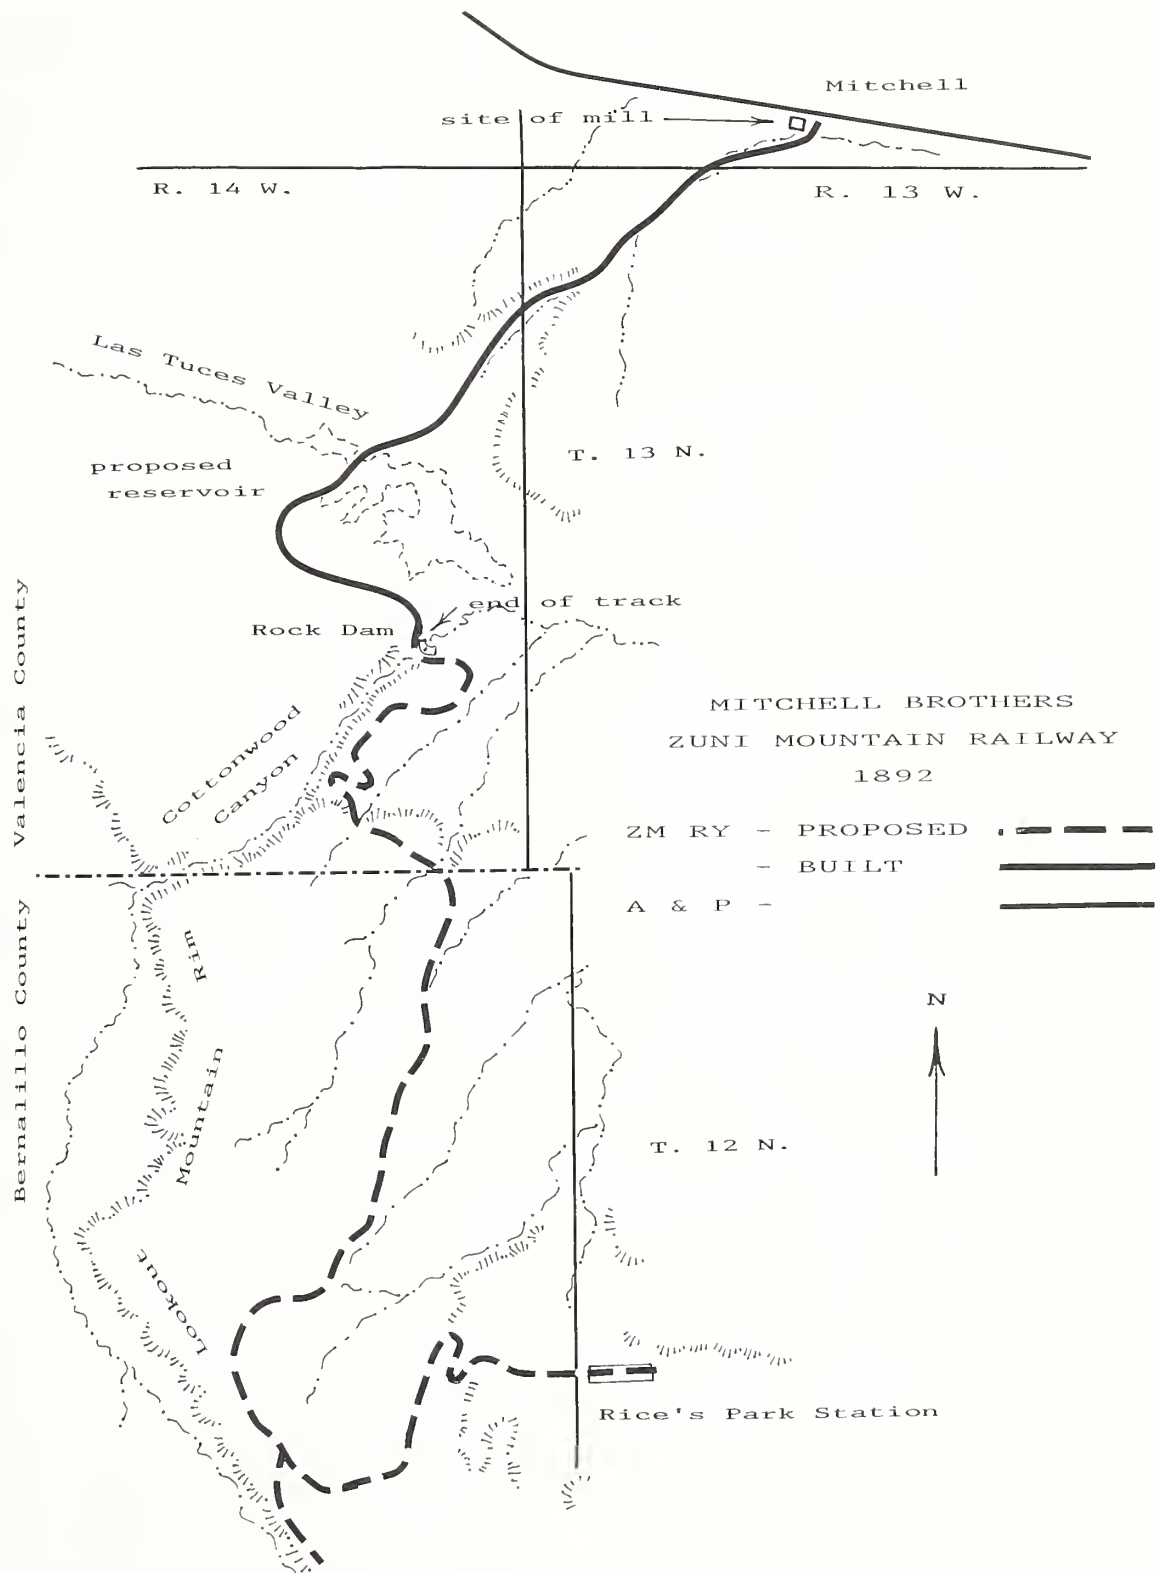 Mitchell
site of mill
R. 14 W.
R. 13 W.
Las Tuces Valley
T. 13 N.
proposed
reservoir
end of track
Rock Dam
Valencia County
Cottonwood
Canyon
MITCHELL BROTHERS
ZUNI MOUNTAIN RAILWAY
1892
ZM RY - PROPOSED
- BUILT
A & P -
Bernalillo County
Rim
Mountain
Lookout
N
T. 12 N.
Rice's Park Station